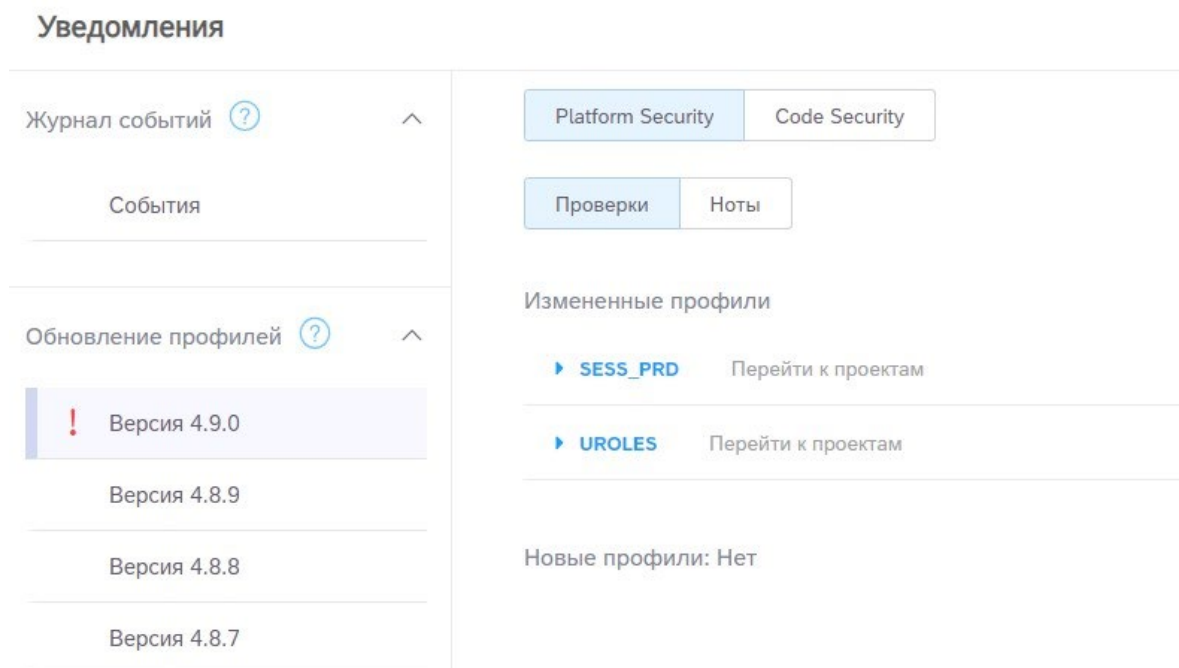 Уведомления
Журнал событий ?
События
Обновление профилей ?
! Версия 4.9.0
Версия 4.8.9
Версия 4.8.8
Версия 4.8.7
Platform Security Code Security
Проверки Ноты
Измененные профили
SESS_PRD Перейти к проектам
UROLES Перейти к проектам
Новые профили: Нет